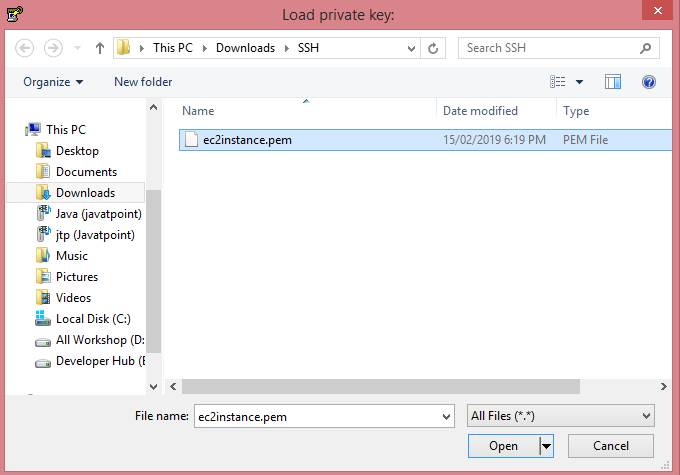 Load private key:
This PC Downloads SSH
Search SSH
Organize New folder
Name Date modified Type
ec2instance.pem 15/02/2019 6:19 PM PEM File
This PC
Desktop
Documents
Downloads
Java (javatpoint)
jtp (Javatpoint)
Music
Pictures
Videos
Local Disk (C:)
All Workshop (D:
Developer Hub (E
File name: ec2instance.pem All Files (*.*)
Open Cancel